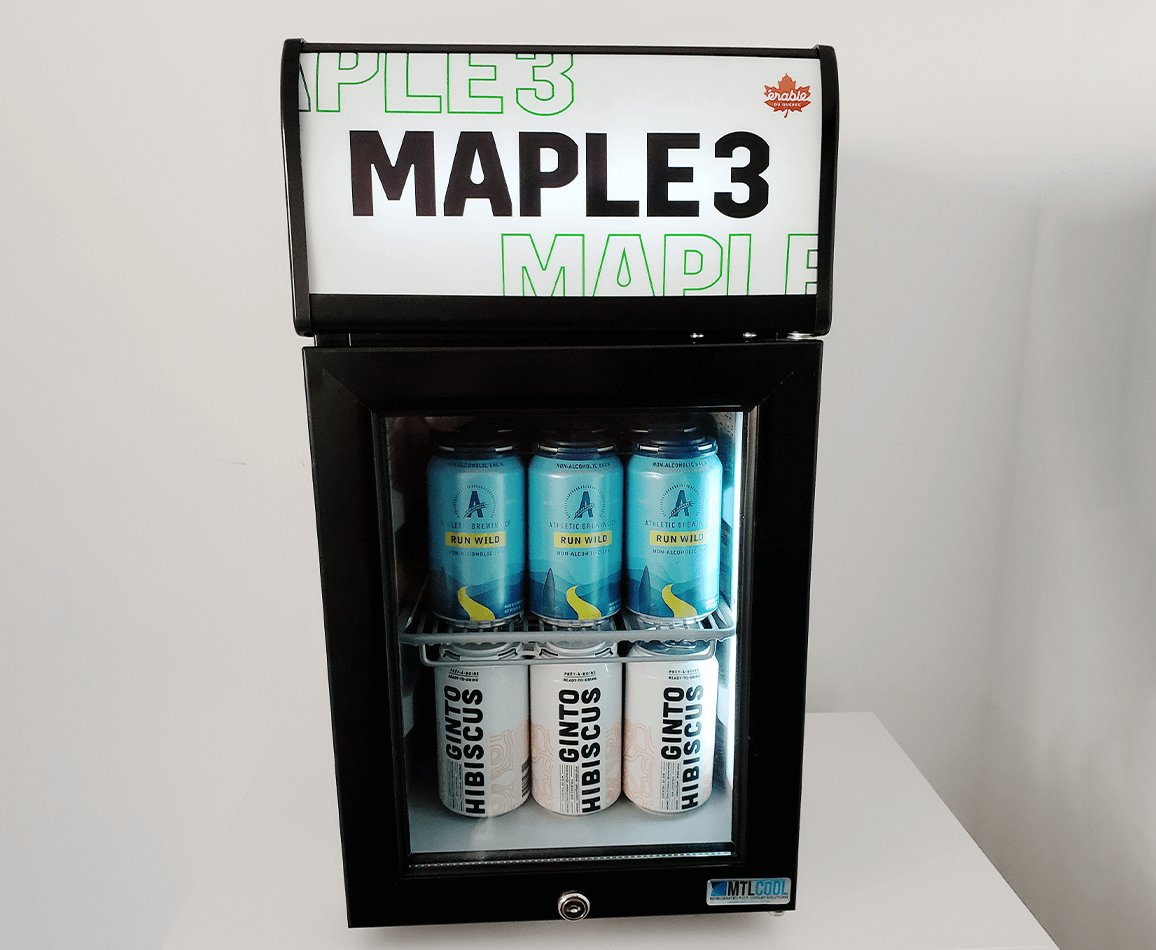 APLE3
érable
DU QUÉBEC
MAPLE3
MAPLE
NON-ALCOHOLIC BREW
ATHLETIC BREWING CO
RUN WILD
NON-ALCOHOLIC IPA
NON-ALCOHOLIC BREW
ATHLETIC BREWING CO
RUN WILD
NON-ALCOHOLIC IPA
NON-ALCOHOLIC BREW
ATHLETIC BREWING CO
RUN WILD
NON-ALCOHOLIC IPA
PRÊT-À-BOIRE
READY-TO-DRINK
GINTO
HIBISCUS
PRÊT-À-BOIRE
READY-TO-DRINK
GINTO
HIBISCUS
PRÊT-À-BOIRE
READY-TO-DRINK
GINTO
HIBISCUS
MTLCOOL